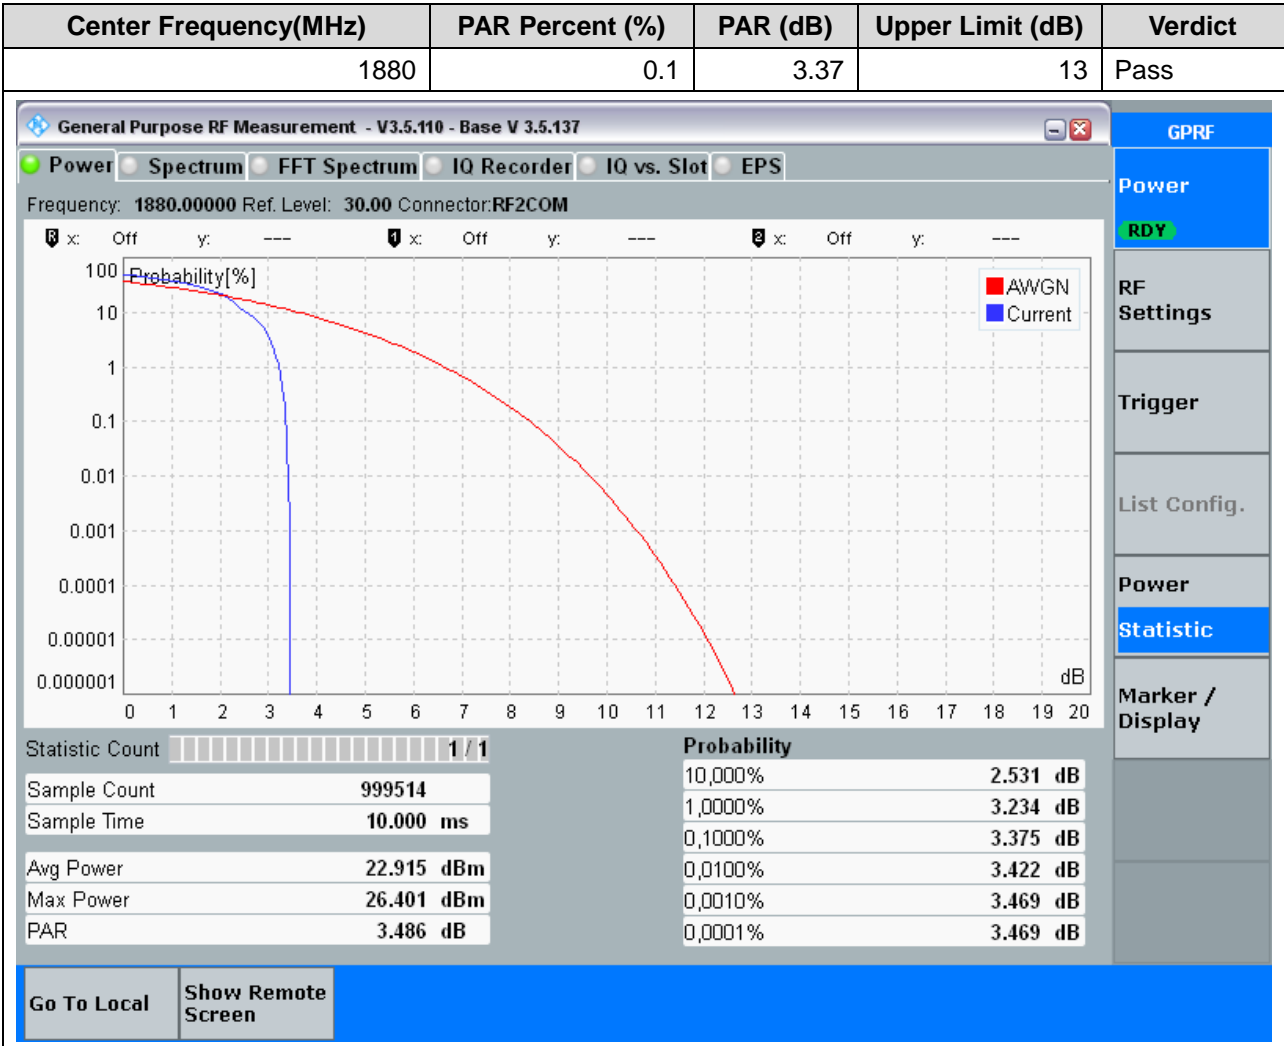 Center Frequency(MHz) PAR Percent (%) PAR (dB) Upper Limit (dB) Verdict
1880 0.1 3.37 13 Pass
General Purpose RF Measurement - V3.5.110 - Base V 3.5.137
GPRF
Power Spectrum FFT Spectrum IQ Recorder IQ vs. Slot EPS
Frequency: 1880.00000 Ref. Level: 30.00 Connector:RF2COM
Power
RDY
R x: Off y: --- 1 x: Off y: --- 2 x: Off y: ---
100 Probability[%]
AWGN
Current
10
1
0.1
0.01
0.001
0.0001
0.00001
0.000001
dB
0 1 2 3 4 5 6 7 8 9 10 11 12 13 14 15 16 17 18 19 20
RF
Settings
Trigger
List Config.
Power
Statistic
Marker /
Display
Statistic Count 1 / 1
Sample Count 999514
Sample Time 10.000 ms
Avg Power 22.915 dBm
Max Power 26.401 dBm
PAR 3.486 dB
Probability
10,000% 2.531 dB
1,0000% 3.234 dB
0,1000% 3.375 dB
0,0100% 3.422 dB
0,0010% 3.469 dB
0,0001% 3.469 dB
Go To Local
Show Remote
Screen